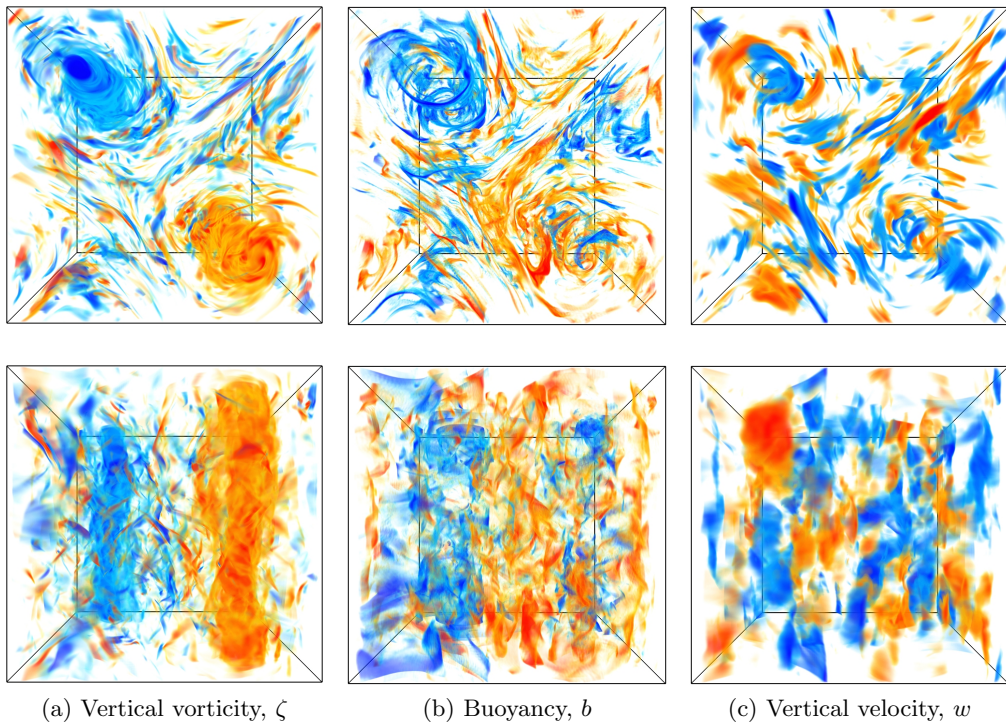 (a) Vertical vorticity, ζ
(b) Buoyancy, b
(c) Vertical velocity, w